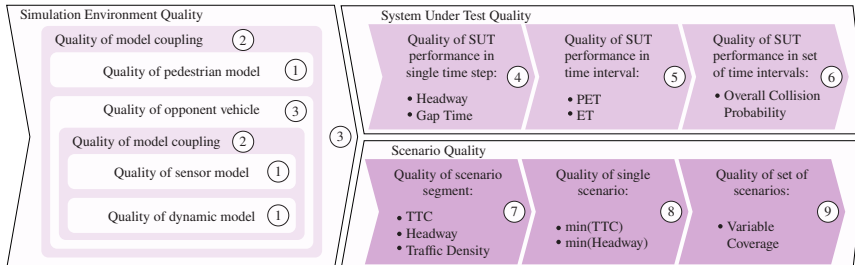 Simulation Environment Quality
Quality of model coupling 2
Quality of pedestrian model 1
Quality of opponent vehicle 3
Quality of model coupling 2
Quality of sensor model 1
Quality of dynamic model 1
3
System Under Test Quality
Quality of SUT
performance in
single time step:
4
• Headway
• Gap Time
Quality of SUT
performance in
time interval:
5
• PET
• ET
Quality of SUT
performance in set
of time intervals:
6
• Overall Collision
Probability
Scenario Quality
Quality of scenario
segment:
7
• TTC
• Headway
• Traffic Density
Quality of single
scenario:
8
• min(TTC)
• min(Headway)
Quality of set of
scenarios:
9
• Variable
Coverage